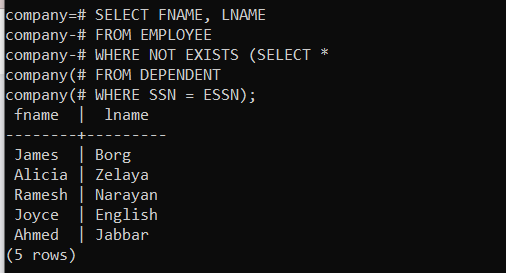 company=# SELECT FNAME, LNAME
company-# FROM EMPLOYEE
company-# WHERE NOT EXISTS (SELECT *
company(# FROM DEPENDENT
company(# WHERE SSN = ESSN);
 fname  |  lname
--------+---------
 James  | Borg
 Alicia | Zelaya
 Ramesh | Narayan
 Joyce  | English
 Ahmed  | Jabbar
(5 rows)